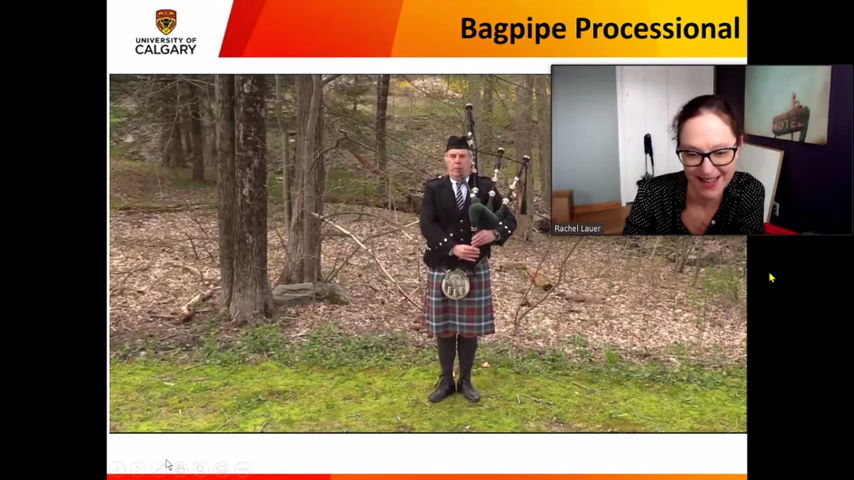 Bagpipe Processional
UNIVERSITY OF
CALGARY
Rachel Lauer